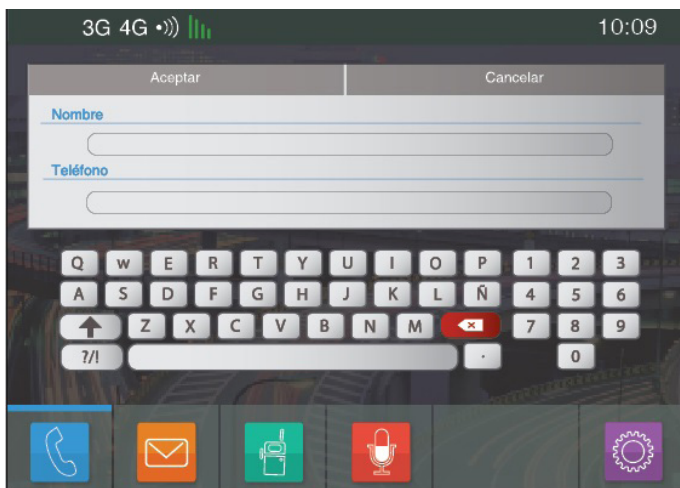 3G 4G 10:09
Aceptar Cancelar
Nombre
Teléfono
Q w E R T Y U I O P 1 2 3
A S D F G H J K L Ñ 4 5 6
Z X C V B N M 7 8 9
?/! . 0